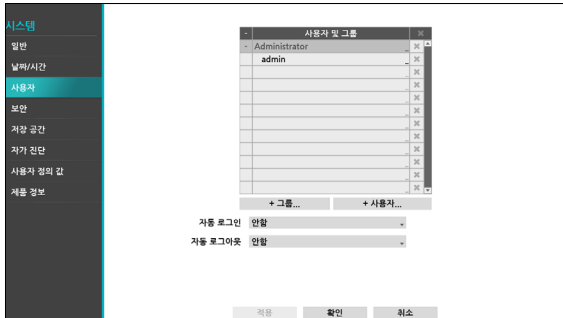 시스템
일반
날짜/시간
사용자
보안
저장 공간
자가 진단
사용자 정의 값
제품 정보
- 사용자 및 그룹
- Administrator
admin
+ 그룹...
+ 사용자...
자동 로그인 안함
자동 로그아웃 안함
적용
확인
취소